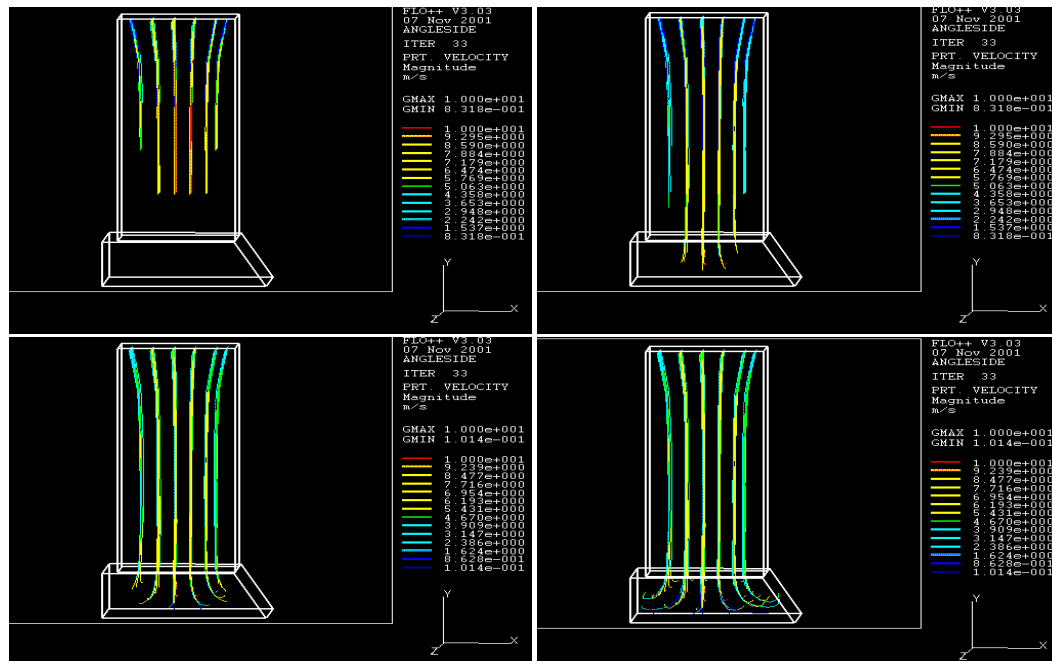 FLO++ V3.03
07 Nov 2001
ANGLESIDE
ITER 33
PRT. VELOCITY
Magnitude
m/s
GMAX 1.000e+001
GMIN 8.318e-001
1.000e+001
9.295e+000
8.590e+000
7.884e+000
7.179e+000
6.474e+000
5.769e+000
5.063e+000
4.358e+000
3.653e+000
2.948e+000
2.242e+000
1.537e+000
8.318e-001
Y
Z
X
FLO++ V3.03
07 Nov 2001
ANGLESIDE
ITER 33
PRT. VELOCITY
Magnitude
m/s
GMAX 1.000e+001
GMIN 8.318e-001
1.000e+001
9.295e+000
8.590e+000
7.884e+000
7.179e+000
6.474e+000
5.769e+000
5.063e+000
4.358e+000
3.653e+000
2.948e+000
2.242e+000
1.537e+000
8.318e-001
Y
Z
X
FLO++ V3.03
07 Nov 2001
ANGLESIDE
ITER 33
PRT. VELOCITY
Magnitude
m/s
GMAX 1.000e+001
GMIN 1.014e-001
1.000e+001
9.239e+000
8.477e+000
7.716e+000
6.954e+000
6.193e+000
5.431e+000
4.670e+000
3.909e+000
3.147e+000
2.386e+000
1.624e+000
8.628e-001
1.014e-001
Y
Z
X
FLO++ V3.03
07 Nov 2001
ANGLESIDE
ITER 33
PRT. VELOCITY
Magnitude
m/s
GMAX 1.000e+001
GMIN 1.014e-001
1.000e+001
9.239e+000
8.477e+000
7.716e+000
6.954e+000
6.193e+000
5.431e+000
4.670e+000
3.909e+000
3.147e+000
2.386e+000
1.624e+000
8.628e-001
1.014e-001
Y
Z
X